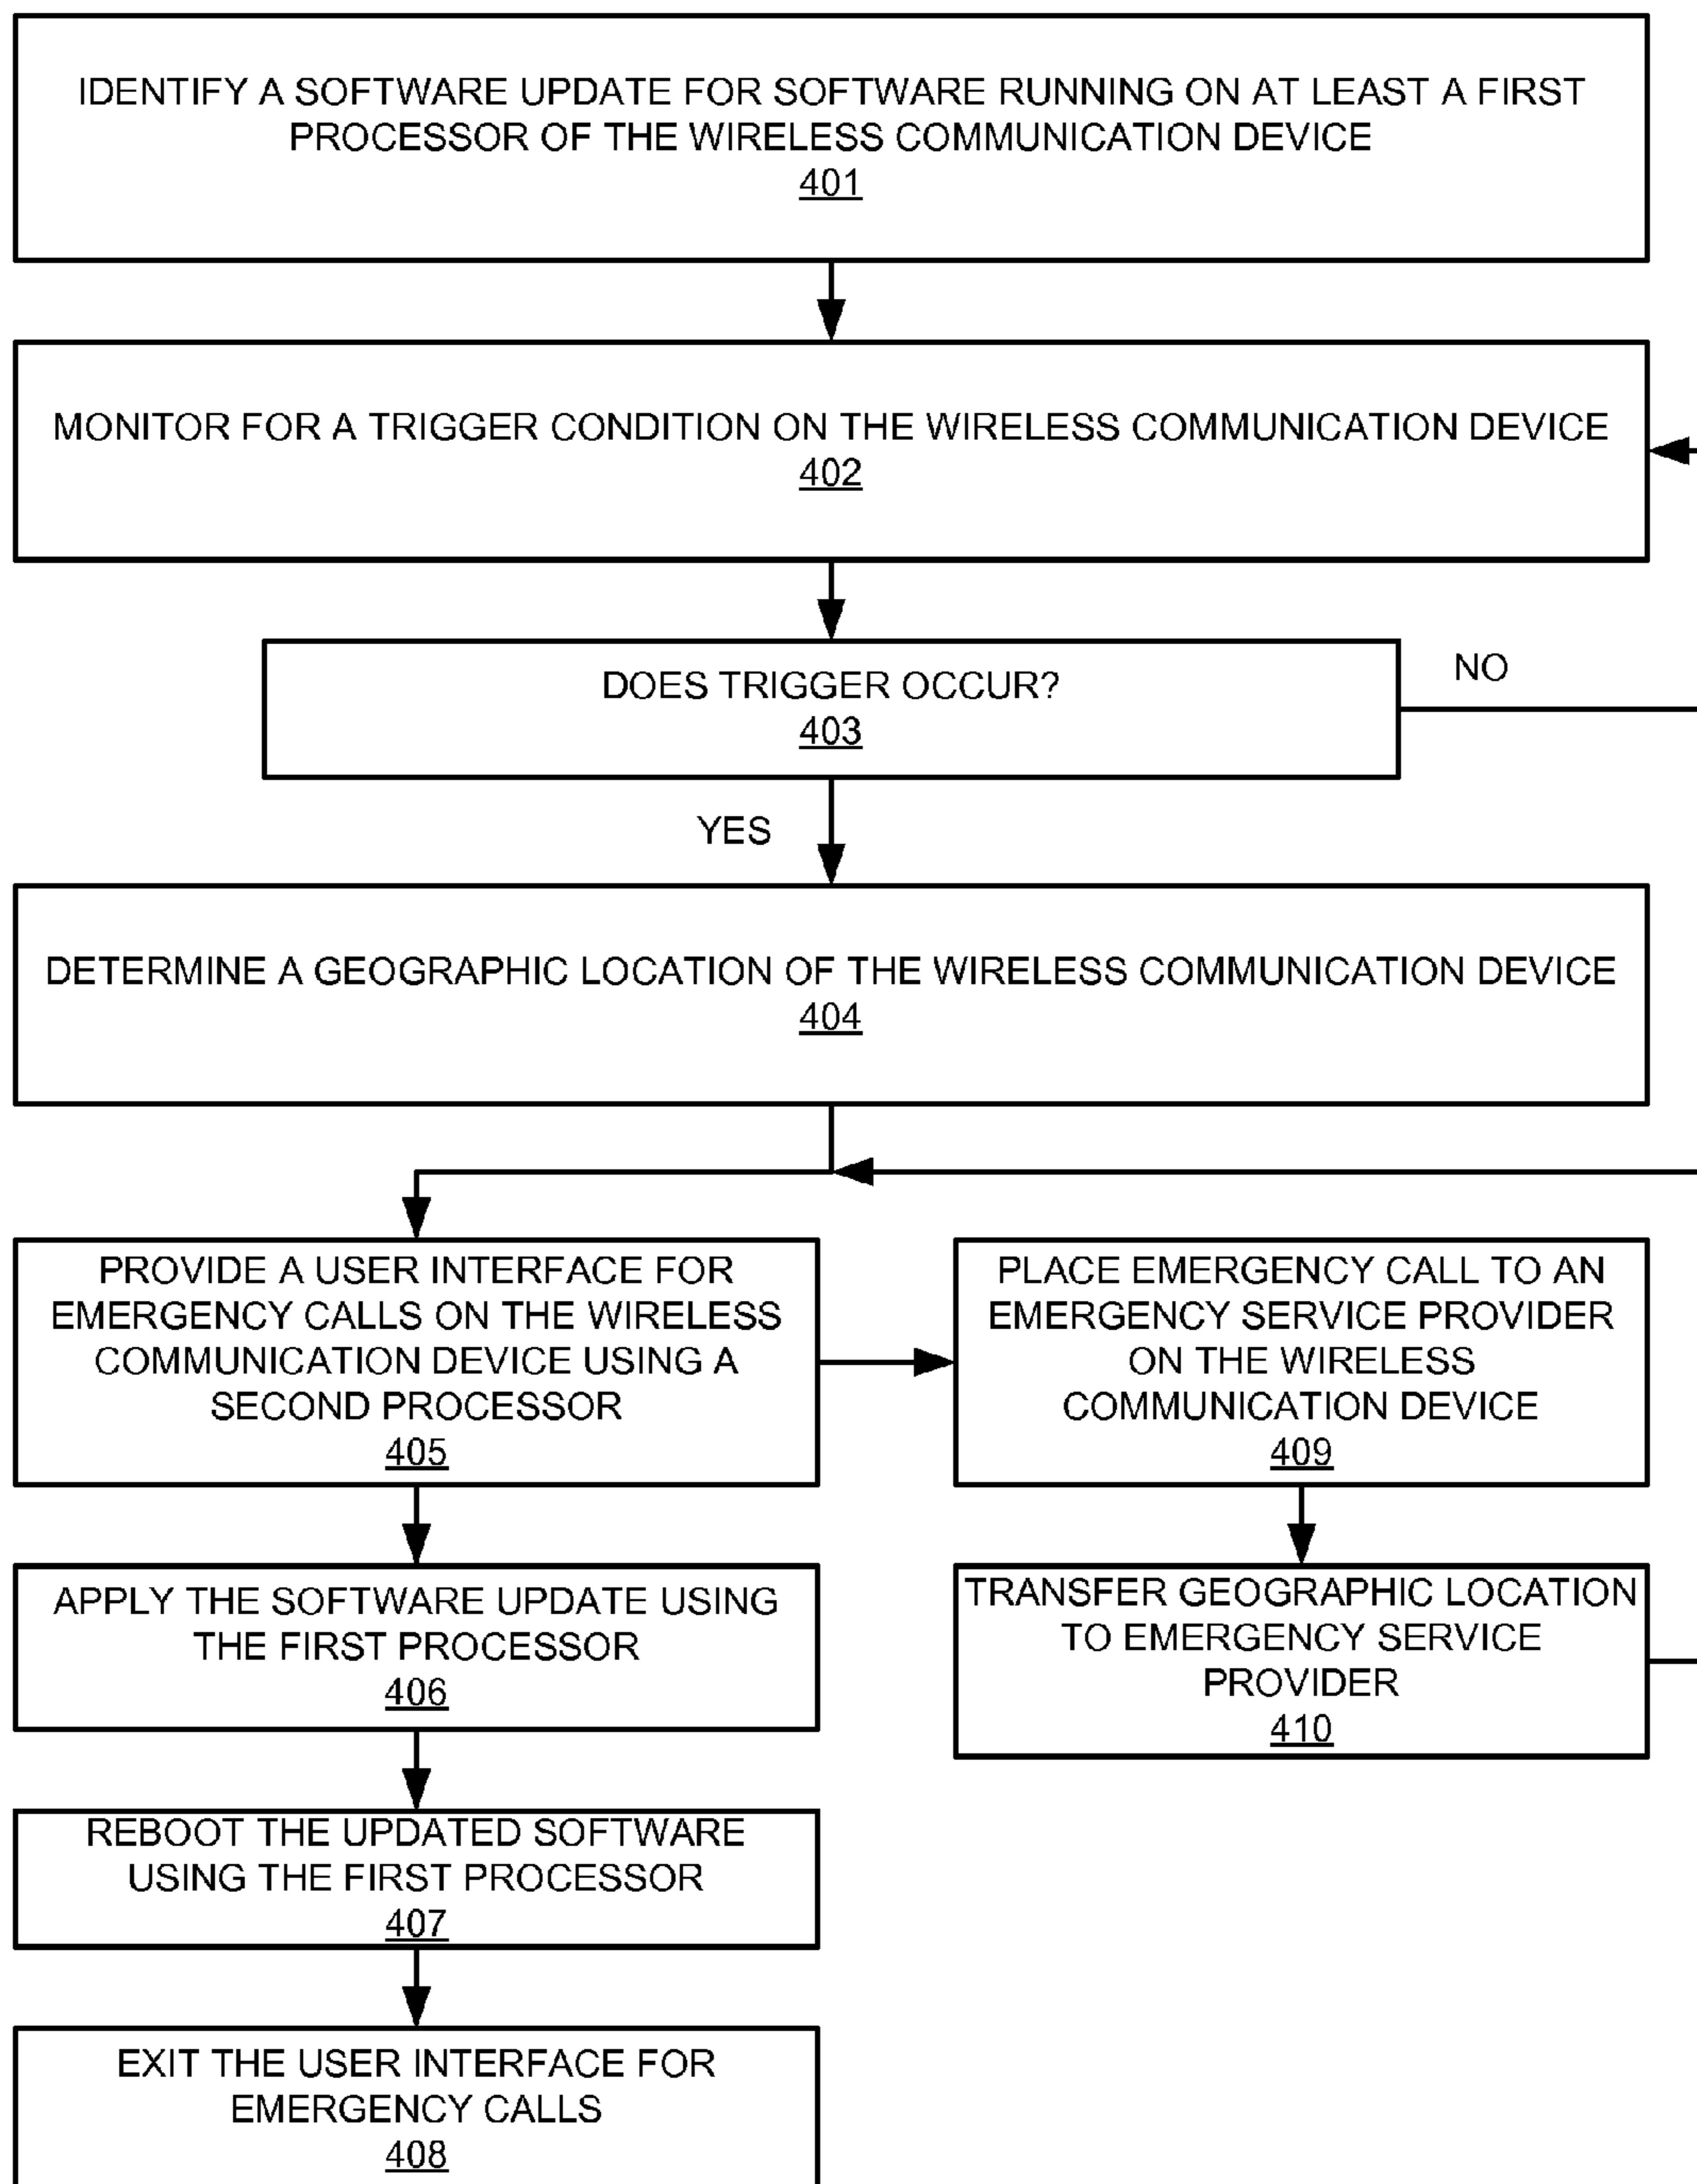 IDENTIFY A SOFTWARE UPDATE FOR SOFTWARE RUNNING ON AT LEAST A FIRST
PROCESSOR OF THE WIRELESS COMMUNICATION DEVICE
401
MONITOR FOR A TRIGGER CONDITION ON THE WIRELESS COMMUNICATION DEVICE
402
DOES TRIGGER OCCUR?
403
NO
YES
DETERMINE A GEOGRAPHIC LOCATION OF THE WIRELESS COMMUNICATION DEVICE
404
PROVIDE A USER INTERFACE FOR
EMERGENCY CALLS ON THE WIRELESS
COMMUNICATION DEVICE USING A
SECOND PROCESSOR
405
PLACE EMERGENCY CALL TO AN
EMERGENCY SERVICE PROVIDER
ON THE WIRELESS
COMMUNICATION DEVICE
409
APPLY THE SOFTWARE UPDATE USING
THE FIRST PROCESSOR
406
TRANSFER GEOGRAPHIC LOCATION
TO EMERGENCY SERVICE
PROVIDER
410
REBOOT THE UPDATED SOFTWARE
USING THE FIRST PROCESSOR
407
EXIT THE USER INTERFACE FOR
EMERGENCY CALLS
408